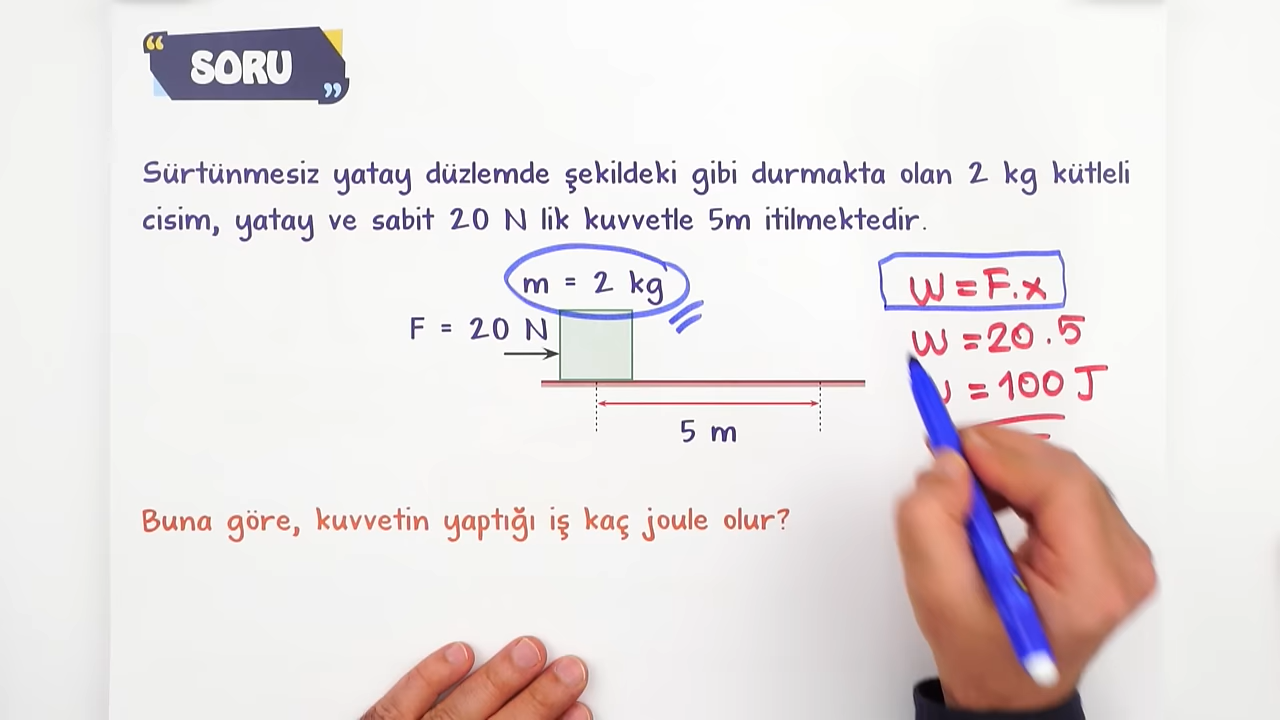 SORU
Sürtünmesiz yatay düzlemde şekildeki gibi durmakta olan 2 kg kütleli
cisim, yatay ve sabit 20 N lik kuvvetle 5m itilmektedir.
m = 2 kg
F = 20 N
5 m
W = F.x
W = 20.5
= 100 J
Buna göre, kuvvetin yaptığı iş kaç joule olur?